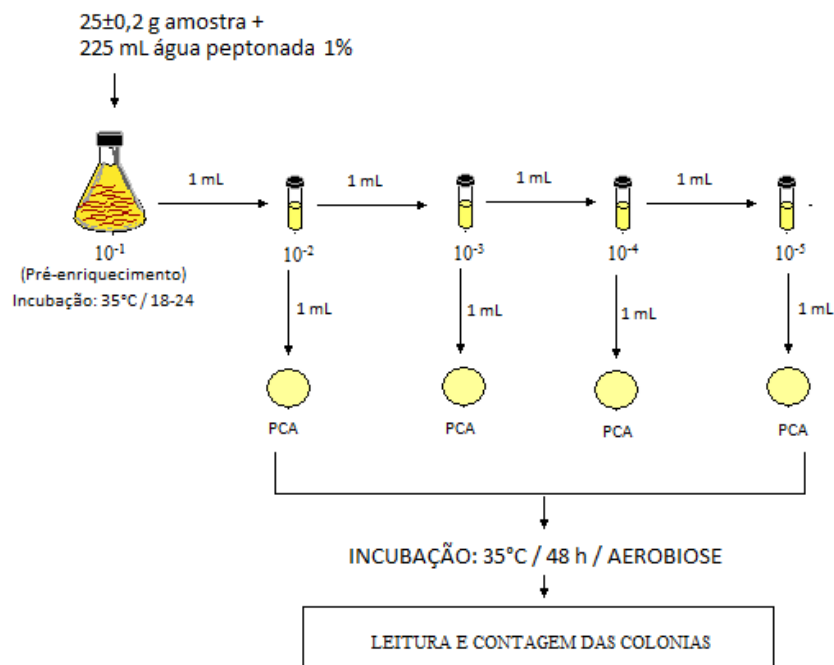 25±0,2 g amostra +
225 mL água peptonada 1%
1 mL
1 mL
1 mL
1 mL
10-1
10-2
10-3
10-4
10-5
(Pré-enriquecimento)
Incubação: 35°C / 18-24
1 mL
1 mL
1 mL
1 mL
PCA
PCA
PCA
PCA
INCUBAÇÃO: 35°C / 48 h / AEROBIOSE
LEITURA E CONTAGEM DAS COLONIAS